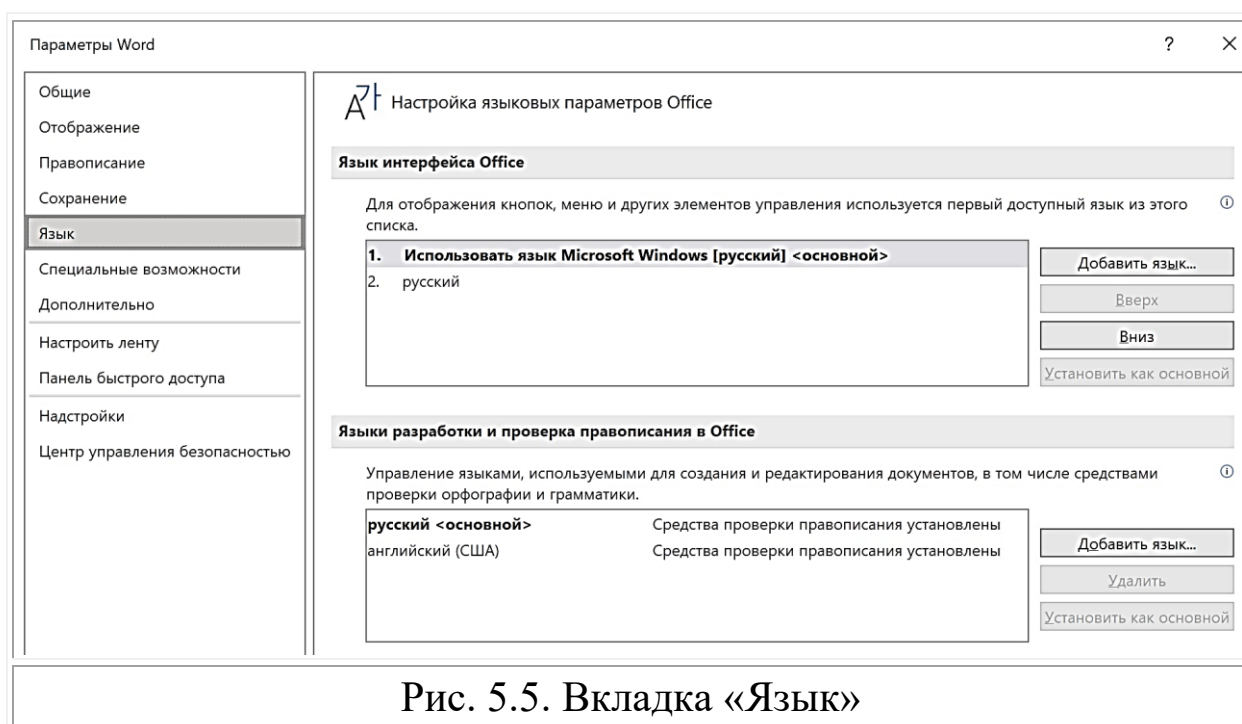 Параметры Word
?
Общие
Отображение
Правописание
Сохранение
Язык
Специальные возможности
Дополнительно
Настроить ленту
Панель быстрого доступа
Надстройки
Центр управления безопасностью
Настройка языковых параметров Office
Язык интерфейса Office
Для отображения кнопок, меню и других элементов управления используется первый доступный язык из этого
списка.
1. Использовать язык Microsoft Windows [русский] <основной>
2. русский
Добавить язык...
Вверх
Вниз
Установить как основной
Языки разработки и проверка правописания в Office
Управление языками, используемыми для создания и редактирования документов, в том числе средствами
проверки орфографии и грамматики.
русский <основной> Средства проверки правописания установлены
английский (США) Средства проверки правописания установлены
Добавить язык...
Удалить
Установить как основной
Рис. 5.5. Вкладка «Язык»